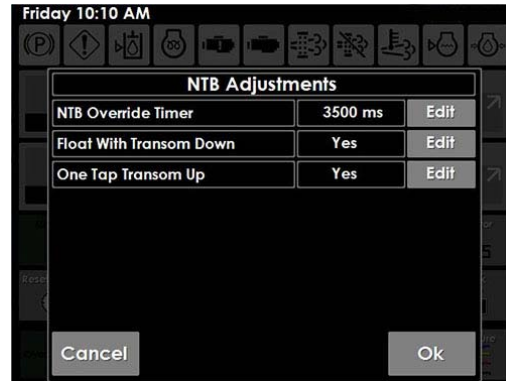 Friday 10:10 AM
NTB Adjustments
NTB Override Timer 3500 ms Edit
Float With Transom Down Yes Edit
One Tap Transom Up Yes Edit
Cancel Ok